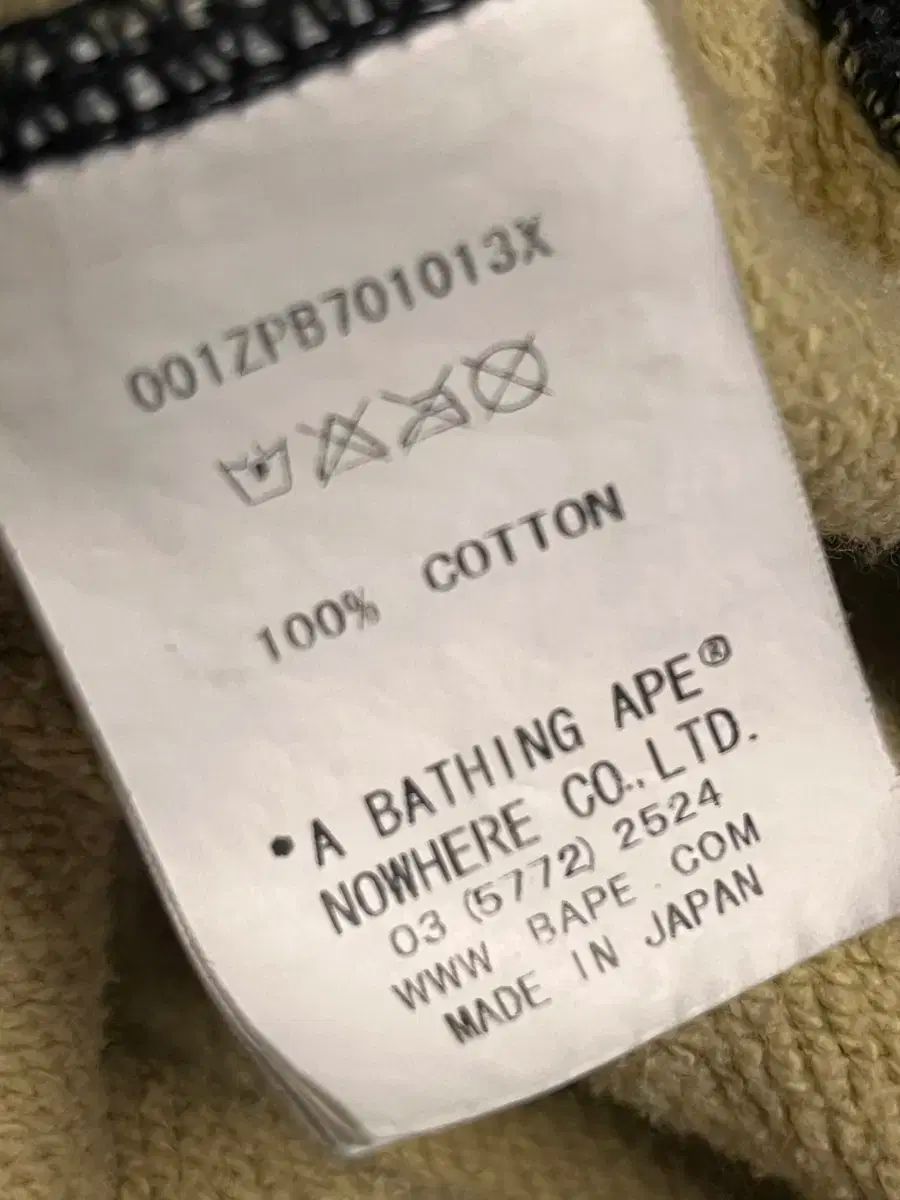 001ZPB701013X
100% COTTON
•A BATHING APE®
NOWHERE CO., LTD.
03 (5772) 2524
WWW. BAPE. COM
MADE IN JAPAN